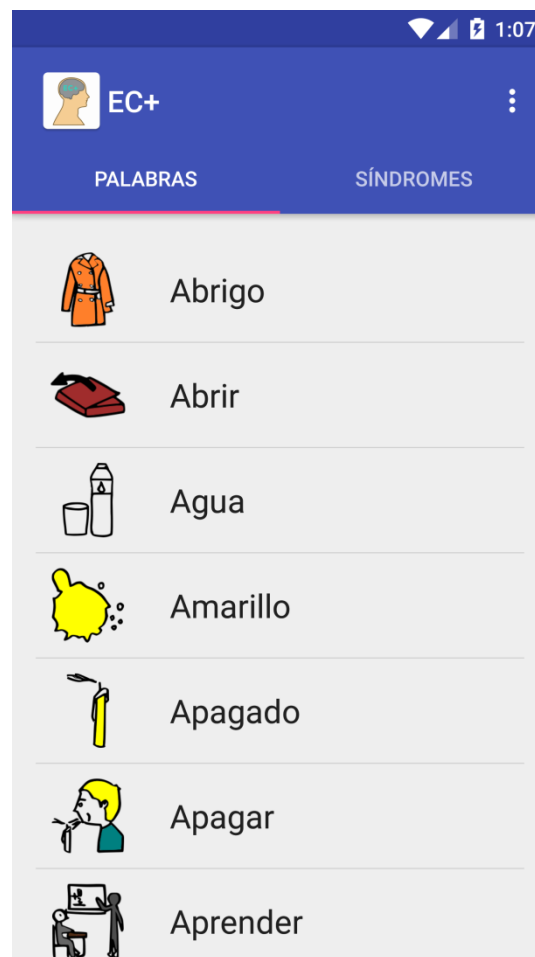 1:07
EC+
PALABRAS SÍNDROMES
Abrigo
Abrir
Agua
Amarillo
Apagado
Apagar
Aprender